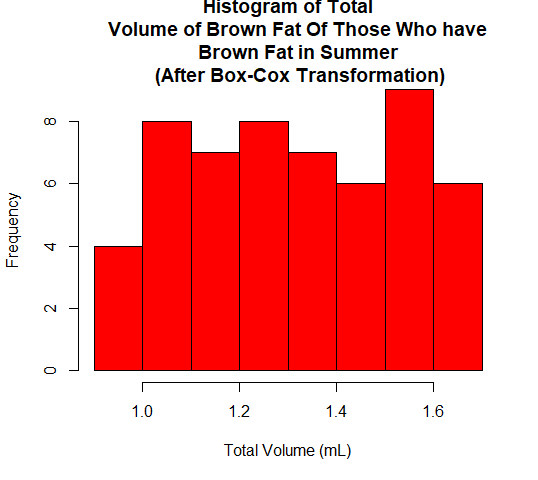 Histogram of Total
Volume of Brown Fat Of Those Who have
Brown Fat in Summer
(After Box-Cox Transformation)
Frequency
8
6
4
2
0
1.0 1.2 1.4 1.6
Total Volume (mL)